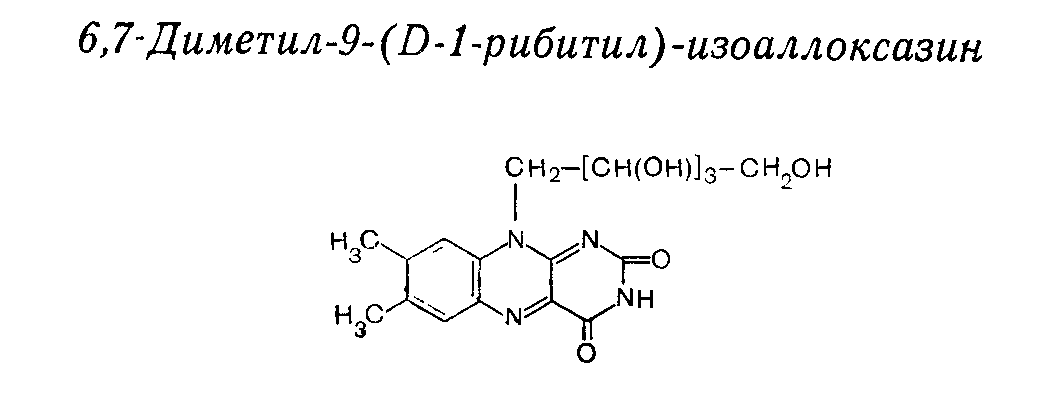 6,7-Диметил-9-(D-1-рибитил)-изоаллоксазин
CH2–[CH(OH)]3–CH2OH
H3C
N
N
O
H3C
N
NH
O